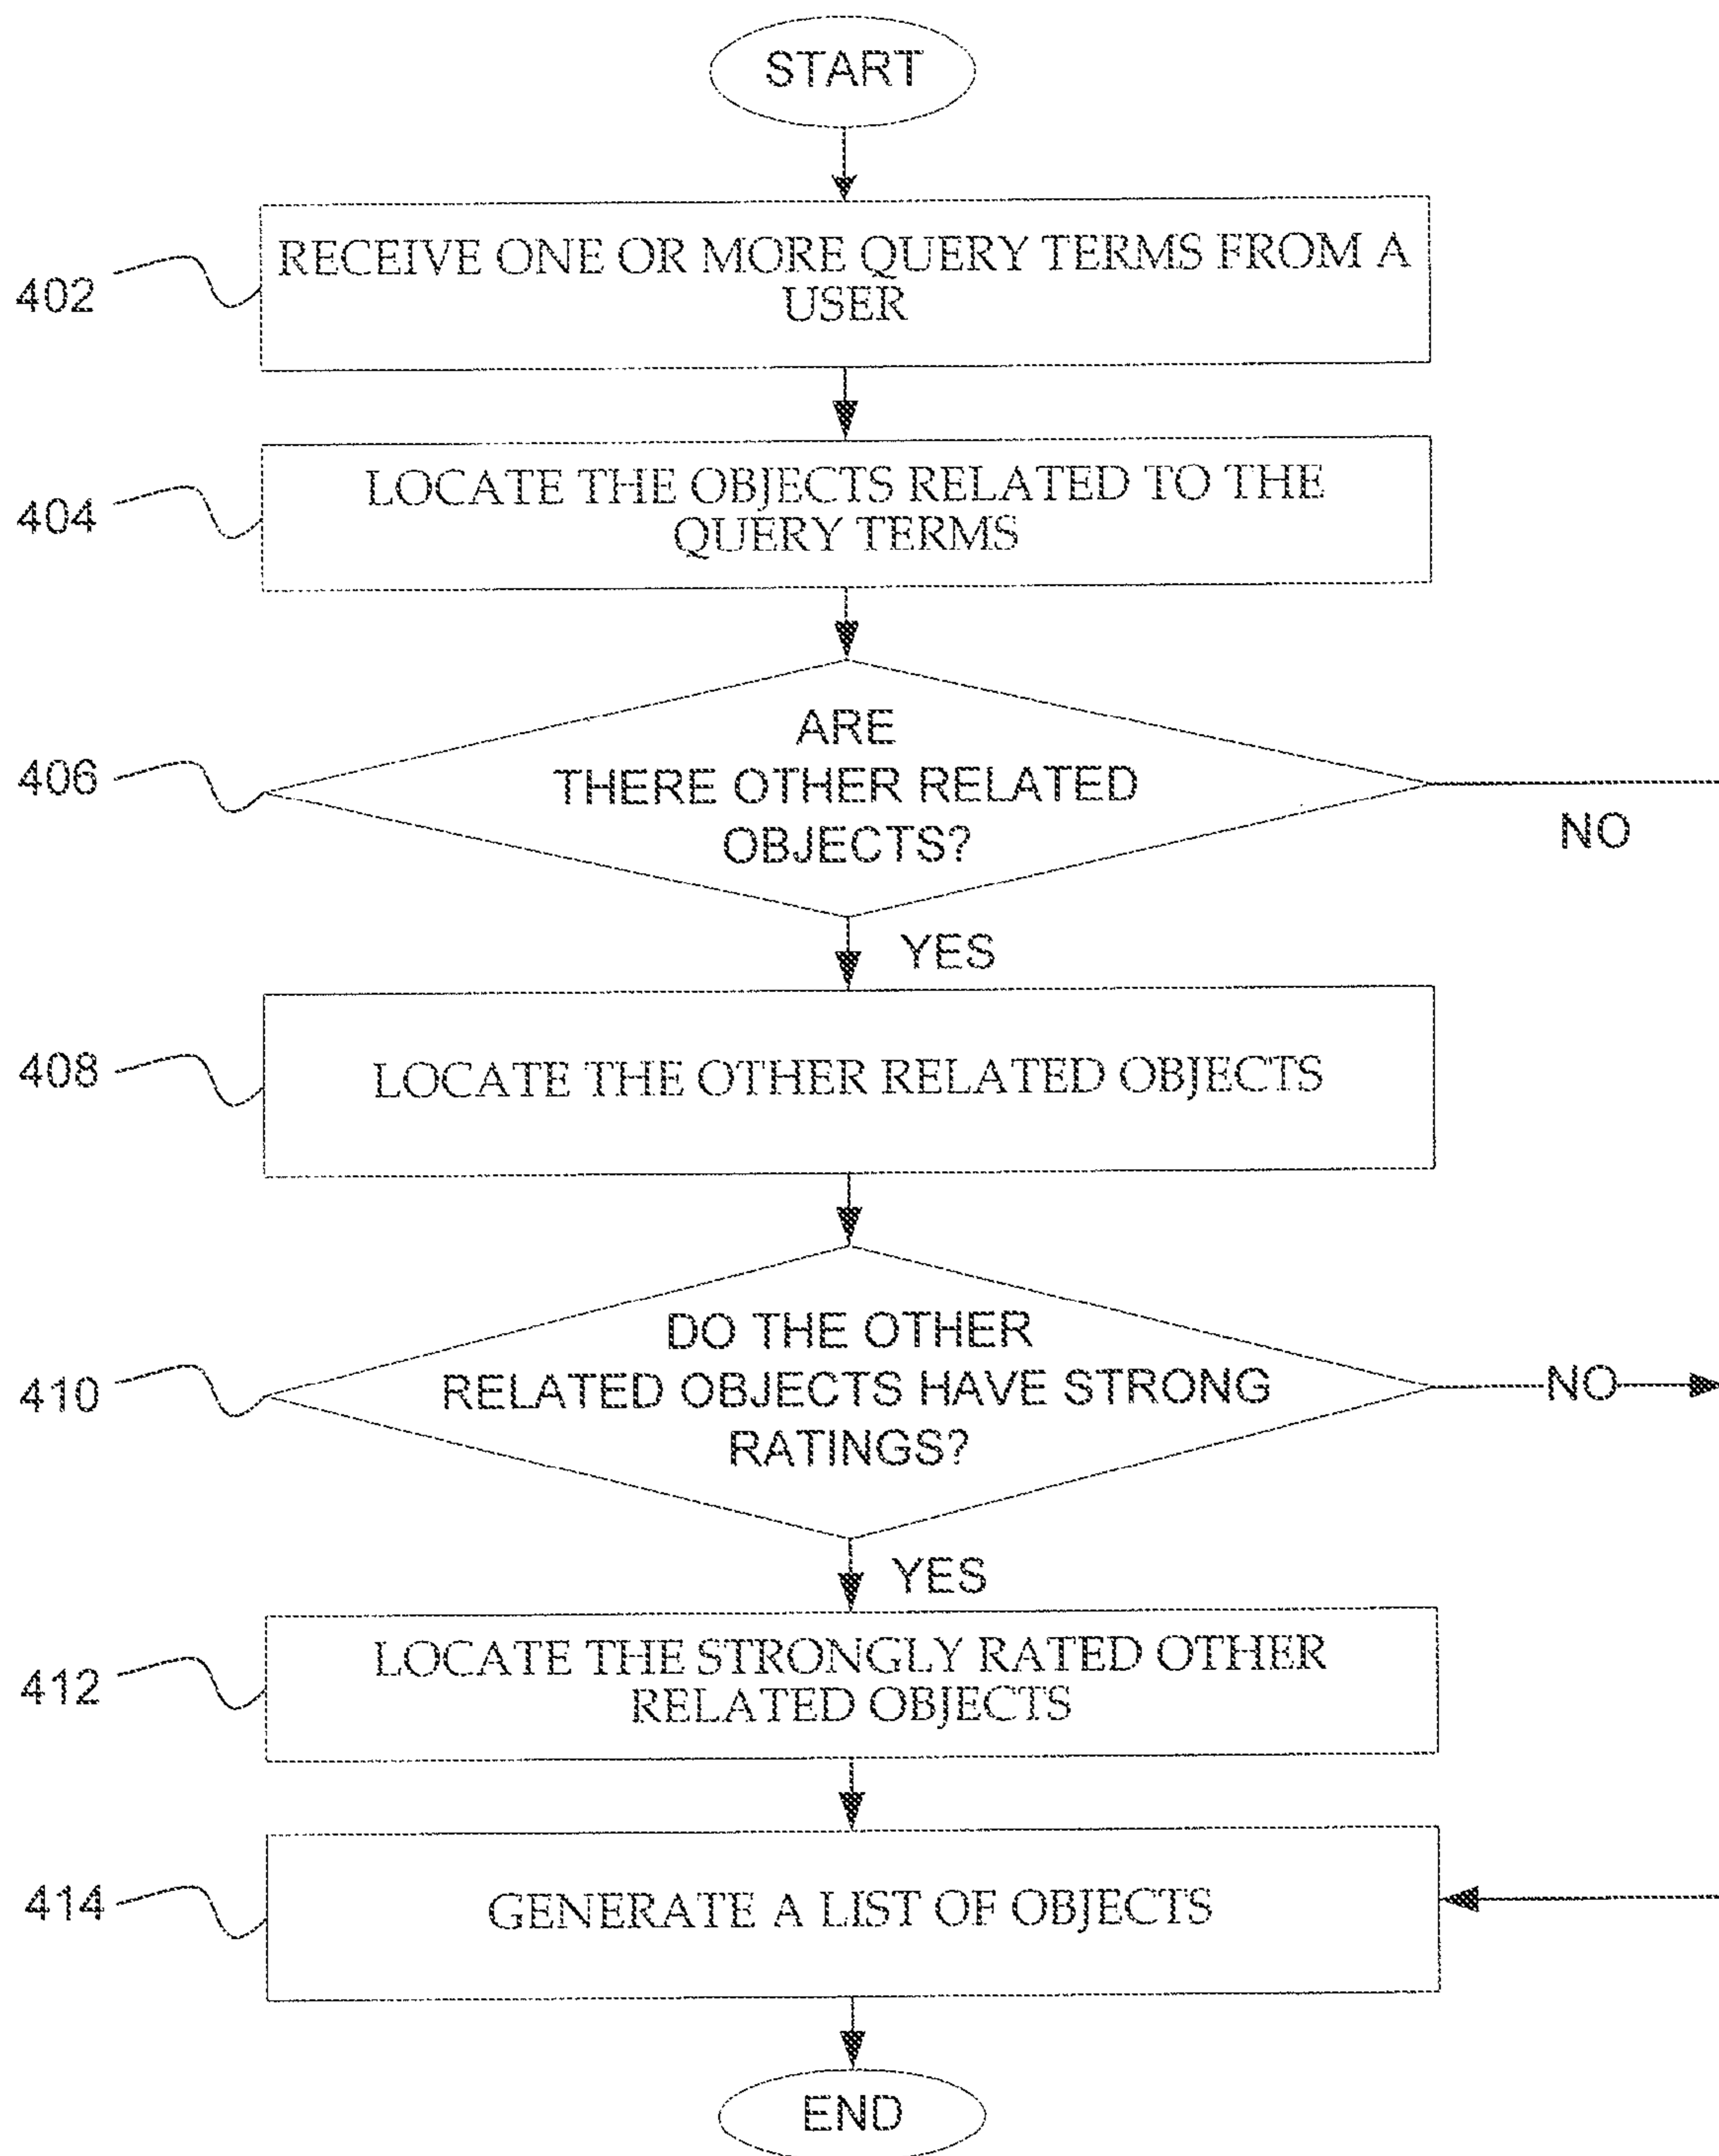 START
402
RECEIVE ONE OR MORE QUERY TERMS FROM A
USER
404
LOCATE THE OBJECTS RELATED TO THE
QUERY TERMS
406
ARE
THERE OTHER RELATED
OBJECTS?
NO
YES
408
LOCATE THE OTHER RELATED OBJECTS
410
DO THE OTHER
RELATED OBJECTS HAVE STRONG
RATINGS?
NO
YES
412
LOCATE THE STRONGLY RATED OTHER
RELATED OBJECTS
414
GENERATE A LIST OF OBJECTS
END